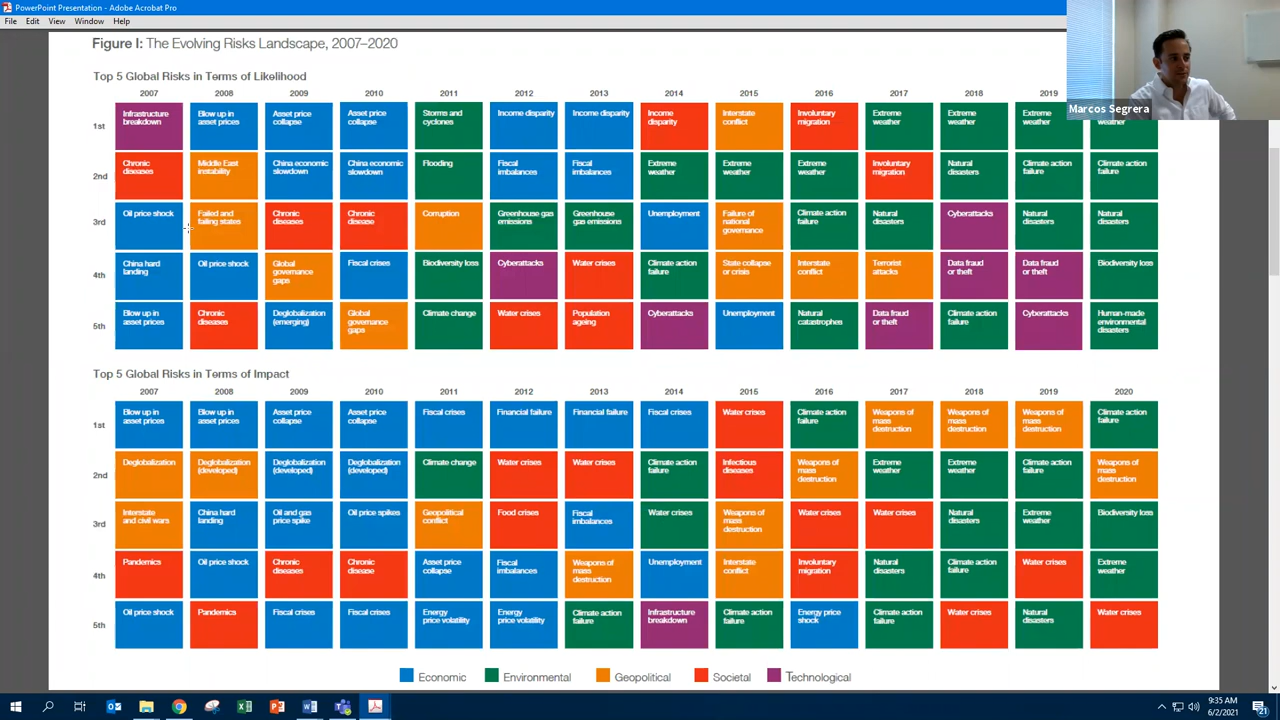 PowerPoint Presentation - Adobe Acrobat Pro
File Edit View Window Help
Figure I: The Evolving Risks Landscape, 2007–2020
Marcos Segrera
Top 5 Global Risks in Terms of Likelihood
2007 2008 2009 2010 2011 2012 2013 2014 2015 2016 2017 2018 2019
1st
Infrastructure
breakdown
Blow up in
asset prices
Asset price
collapse
Asset price
collapse
Storms and
cyclones
Income disparity
Income disparity
Income
disparity
Interstate
conflict
Involuntary
migration
Extreme
weather
Extreme
weather
Extreme
weather
weather
2nd
Chronic
diseases
Middle East
instability
China economic
slowdown
China economic
slowdown
Flooding
Fiscal
imbalances
Fiscal
imbalances
Extreme
weather
Extreme
weather
Extreme
weather
Involuntary
migration
Natural
disasters
Climate action
failure
Climate action
failure
3rd
Oil price shock
Failed and
failing states
Chronic
diseases
Chronic
disease
Corruption
Greenhouse gas
emissions
Greenhouse gas
emissions
Unemployment
Failure of
national
governance
Climate action
failure
Natural
disasters
Cyberattacks
Natural
disasters
Natural
disasters
4th
China hard
landing
Oil price shock
Global
governance
gaps
Fiscal crises
Biodiversity loss
Cyberattacks
Water crises
Climate action
failure
State collapse
or crisis
Interstate
conflict
Terrorist
attacks
Data fraud
or theft
Data fraud
or theft
Biodiversity loss
5th
Blow up in
asset prices
Chronic
diseases
Deglobalization
(emerging)
Global
governance
gaps
Climate change
Water crises
Population
ageing
Cyberattacks
Unemployment
Natural
catastrophes
Data fraud
or theft
Climate action
failure
Cyberattacks
Human-made
environmental
disasters
Top 5 Global Risks in Terms of Impact
2007 2008 2009 2010 2011 2012 2013 2014 2015 2016 2017 2018 2019 2020
1st
Blow up in
asset prices
Blow up in
asset prices
Asset price
collapse
Asset price
collapse
Fiscal crises
Financial failure
Financial failure
Fiscal crises
Water crises
Climate action
failure
Weapons of
mass
destruction
Weapons of
mass
destruction
Weapons of
mass
destruction
Climate action
failure
2nd
Deglobalization
Deglobalization
(developed)
Deglobalization
(developed)
Deglobalization
(developed)
Climate change
Water crises
Water crises
Climate action
failure
Infectious
diseases
Weapons of
mass
destruction
Extreme
weather
Extreme
weather
Climate action
failure
Weapons of
mass
destruction
3rd
Interstate
and civil wars
China hard
landing
Oil and gas
price spike
Oil price spikes
Geopolitical
conflict
Food crises
Fiscal
imbalances
Water crises
Weapons of
mass
destruction
Water crises
Water crises
Natural
disasters
Extreme
weather
Biodiversity loss
4th
Pandemics
Oil price shock
Chronic
diseases
Chronic
disease
Asset price
collapse
Fiscal
imbalances
Weapons of
mass
destruction
Unemployment
Interstate
conflict
Involuntary
migration
Natural
disasters
Climate action
failure
Water crises
Extreme
weather
5th
Oil price shock
Pandemics
Fiscal crises
Fiscal crises
Energy
price volatility
Energy
price volatility
Climate action
failure
Infrastructure
breakdown
Climate action
failure
Energy price
shock
Climate action
failure
Water crises
Natural
disasters
Water crises
Economic Environmental Geopolitical Societal Technological
9:35 AM
6/2/2021
21